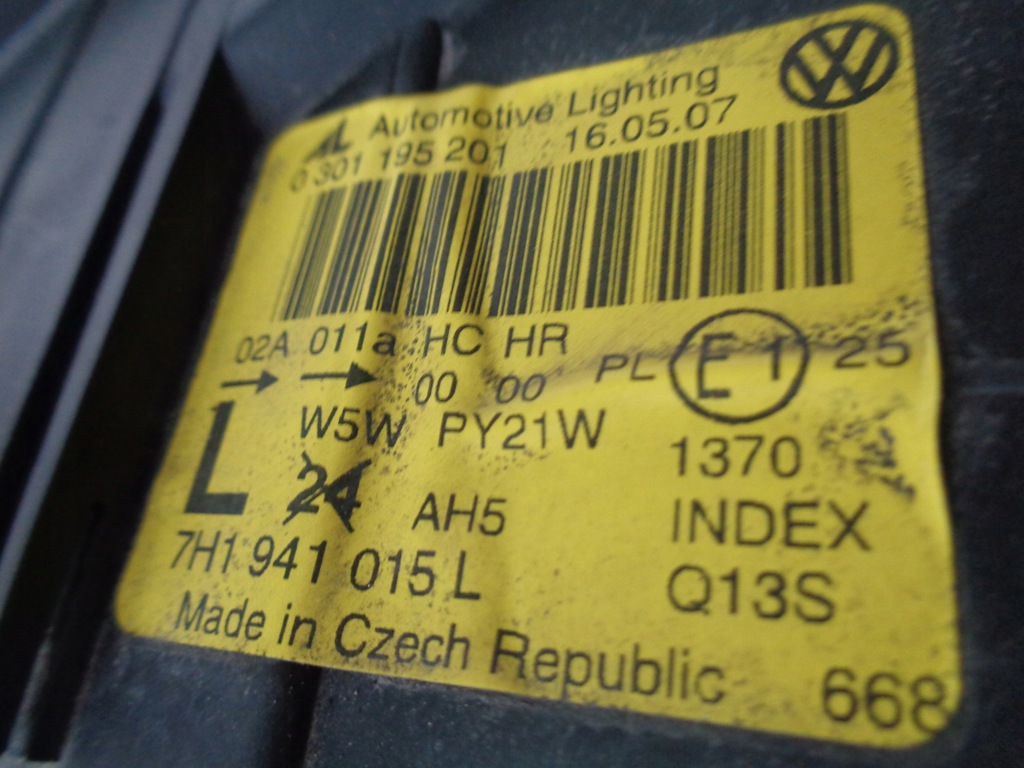 AL Automotive Lighting
0 301 195 201 16.05.07
02A 011a HC HR PL E1 25
00 00
W5W PY21W 1370
L 24 AH5 INDEX
7H1 941 015 L Q13S
Made in Czech Republic 668